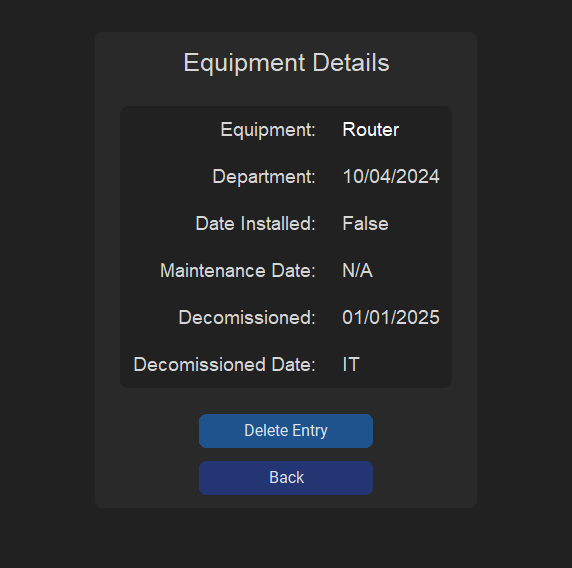 Equipment Details
Equipment: Router
Department: 10/04/2024
Date Installed: False
Maintenance Date: N/A
Decomissioned: 01/01/2025
Decomissioned Date: IT
Delete Entry
Back